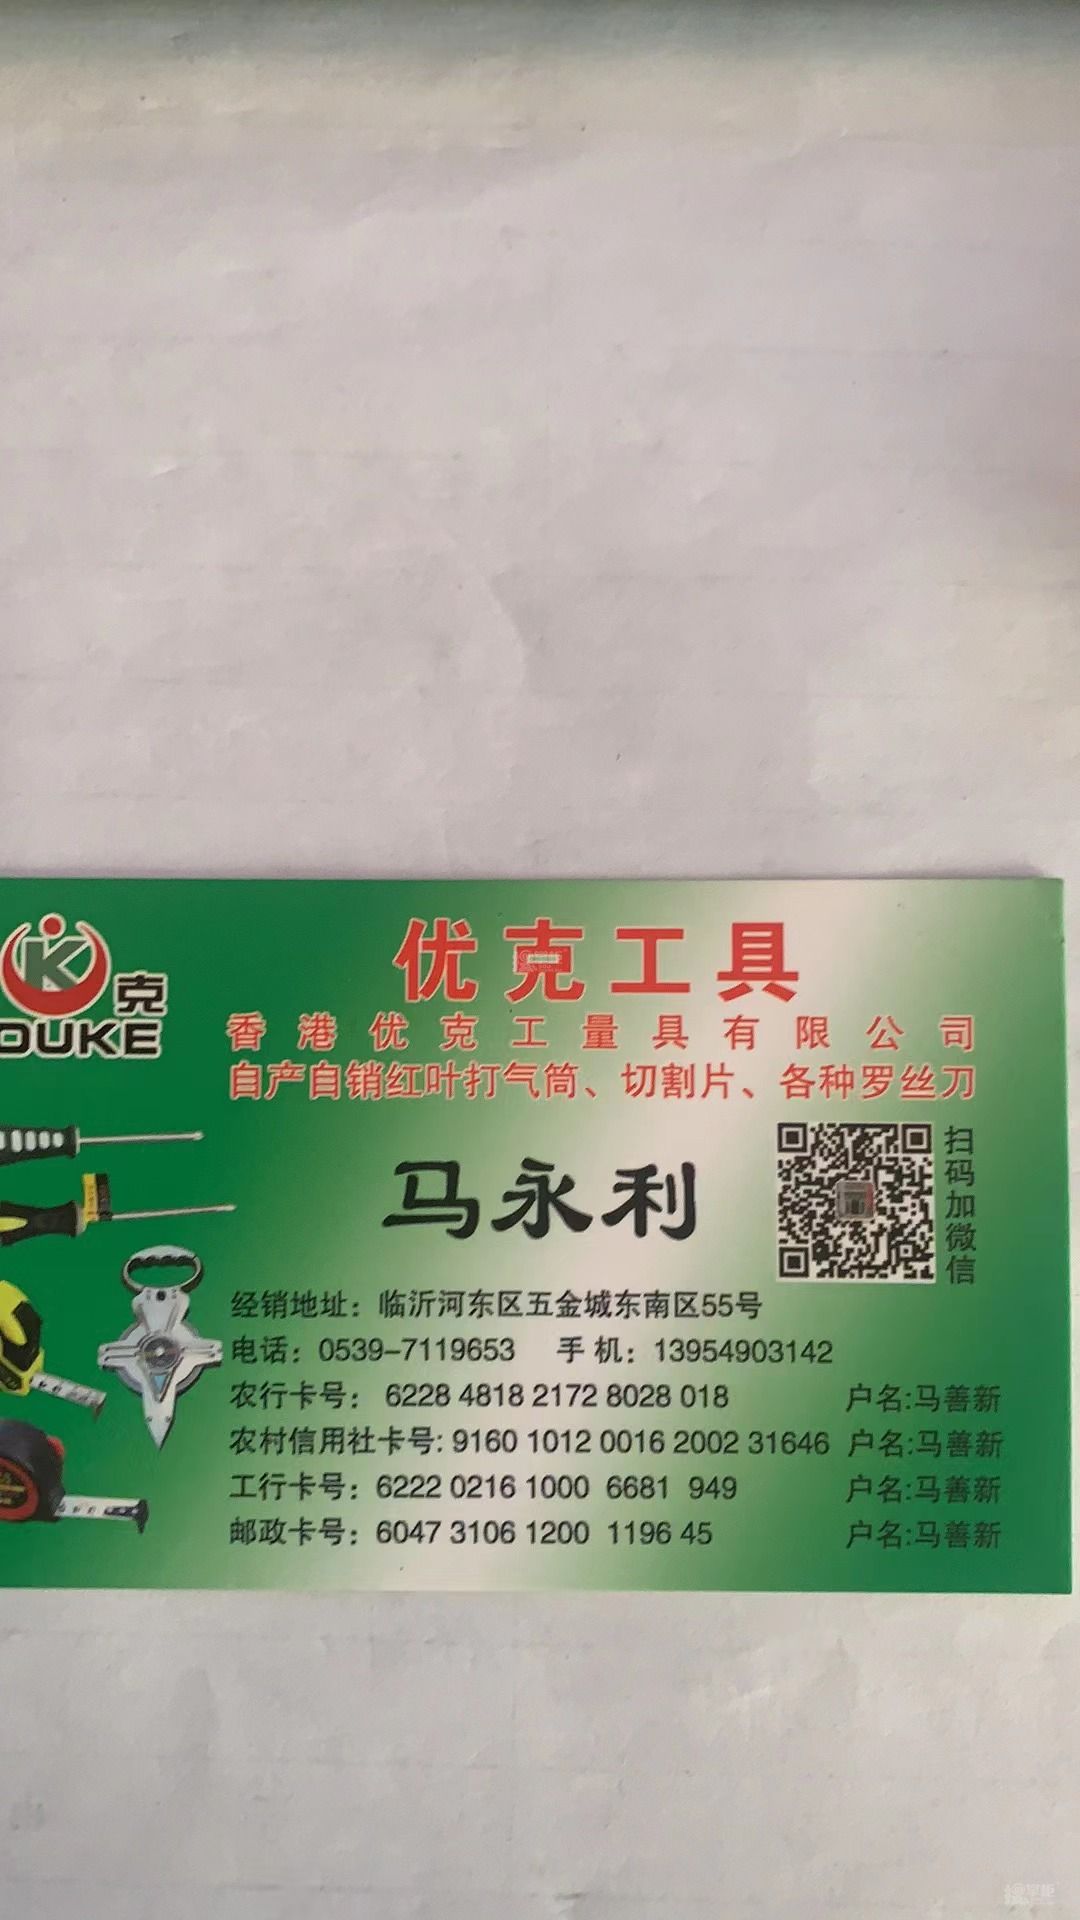 优克工具
克
OUKE
香港优克工量具有限公司
自产自销红叶打气筒、切割片、各种罗丝刀
马永利
扫码加微信
经销地址：临沂河东区五金城东南区55号
电话：0539-7119653 手机：13954903142
农行卡号： 6228 4818 2172 8028 018 户名:马善新
农村信用社卡号: 9160 1012 0016 2002 31646 户名:马善新
工行卡号：6222 0216 1000 6681 949 户名:马善新
邮政卡号：6047 3106 1200 1196 45 户名:马善新